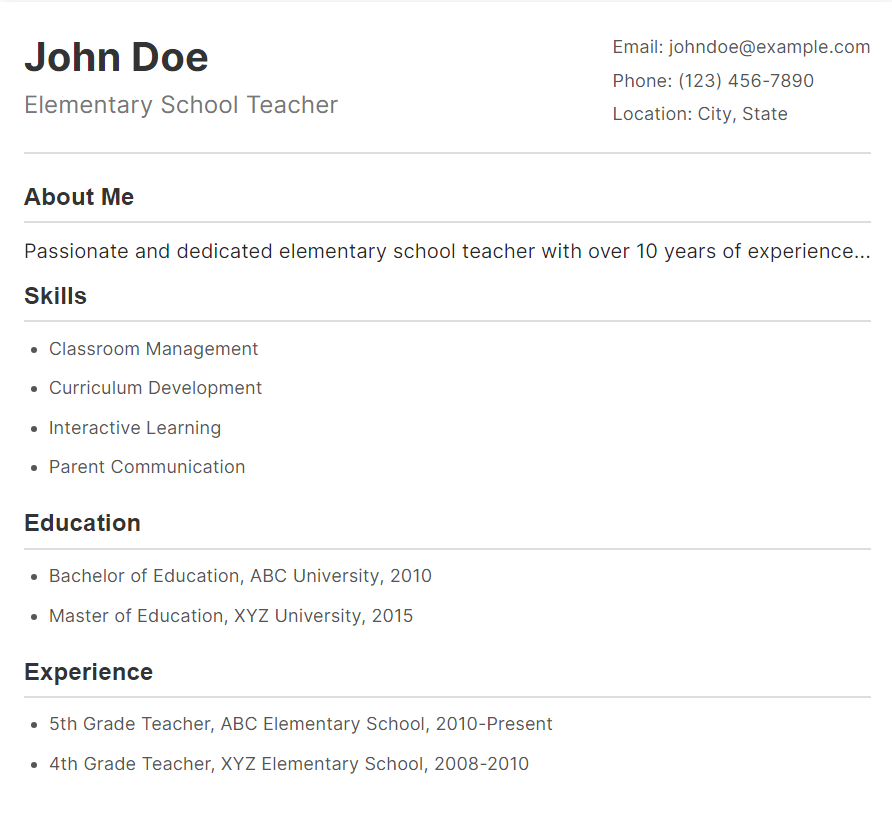 John Doe
Elementary School Teacher
Email: johndoe@example.com
Phone: (123) 456-7890
Location: City, State
About Me
Passionate and dedicated elementary school teacher with over 10 years of experience...
Skills
Classroom Management
Curriculum Development
Interactive Learning
Parent Communication
Education
Bachelor of Education, ABC University, 2010
Master of Education, XYZ University, 2015
Experience
5th Grade Teacher, ABC Elementary School, 2010-Present
4th Grade Teacher, XYZ Elementary School, 2008-2010